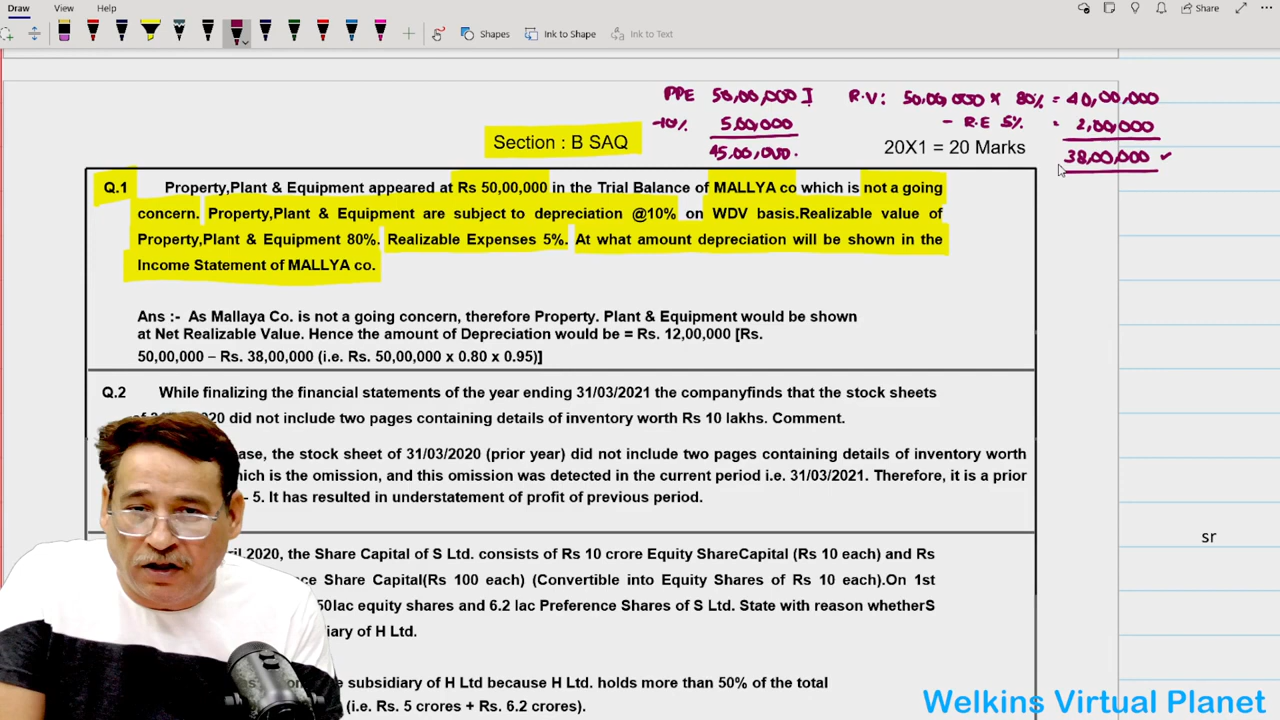 Draw View Help
Share
Shapes Ink to Shape Ink to Text
PPE 50,00,000 R.V: 50,00,000 x 80% = 40,00,000
-10% 5,00,000 - R.E 5% = 2,00,000
Section : B SAQ
45,00,000. 20X1 = 20 Marks 38,00,000
Q.1 Property,Plant & Equipment appeared at Rs 50,00,000 in the Trial Balance of MALLYA co which is not a going
concern. Property,Plant & Equipment are subject to depreciation @10% on WDV basis.Realizable value of
Property,Plant & Equipment 80%. Realizable Expenses 5%. At what amount depreciation will be shown in the
Income Statement of MALLYA co.
Ans :- As Mallaya Co. is not a going concern, therefore Property. Plant & Equipment would be shown
at Net Realizable Value. Hence the amount of Depreciation would be = Rs. 12,00,000 [Rs.
50,00,000 – Rs. 38,00,000 (i.e. Rs. 50,00,000 x 0.80 x 0.95)]
Q.2 While finalizing the financial statements of the year ending 31/03/2021 the companyfinds that the stock sheets
did not include two pages containing details of inventory worth Rs 10 lakhs. Comment.
the stock sheet of 31/03/2020 (prior year) did not include two pages containing details of inventory worth
is the omission, and this omission was detected in the current period i.e. 31/03/2021. Therefore, it is a prior
- 5. It has resulted in understatement of profit of previous period.
sr
2020, the Share Capital of S Ltd. consists of Rs 10 crore Equity ShareCapital (Rs 10 each) and Rs
Share Capital(Rs 100 each) (Convertible into Equity Shares of Rs 10 each).On 1st
equity shares and 6.2 lac Preference Shares of S Ltd. State with reason whetherS
of H Ltd.
subsidiary of H Ltd because H Ltd. holds more than 50% of the total
(i.e. Rs. 5 crores + Rs. 6.2 crores).
Welkins Virtual Planet